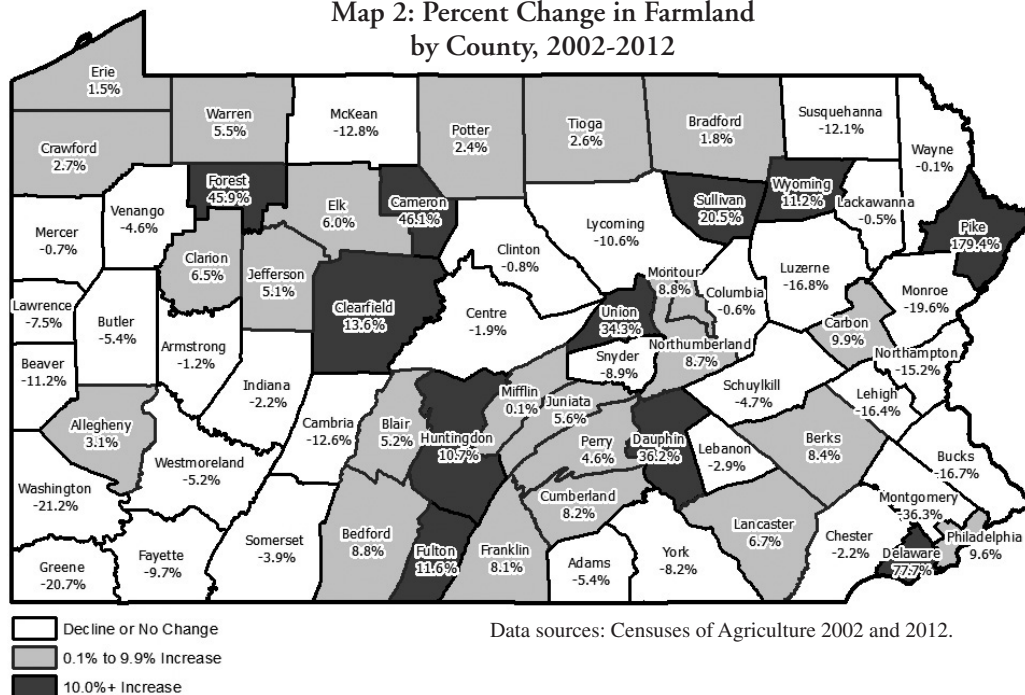 Map 2: Percent Change in Farmland
by County, 2002-2012
Erie
1.5%
Warren
5.5%
McKean
-12.8%
Potter
2.4%
Tioga
2.6%
Bradford
1.8%
Susquehanna
-12.1%
Wayne
-0.1%
Crawford
2.7%
Forest
45.9%
Elk
6.0%
Cameron
46.1%
Sullivan
20.5%
Wyoming
11.2%
Lackawanna
-0.5%
Pike
179.4%
Mercer
-0.7%
Venango
-4.6%
Clarion
6.5%
Jefferson
5.1%
Clinton
-0.8%
Lycoming
-10.6%
Montour
8.8%
Columbia
-0.6%
Luzerne
-16.8%
Monroe
-19.6%
Lawrence
-7.5%
Butler
-5.4%
Armstrong
-1.2%
Clearfield
13.6%
Centre
-1.9%
Union
34.3%
Snyder
-8.9%
Northumberland
8.7%
Carbon
9.9%
Northampton
-15.2%
Beaver
-11.2%
Indiana
-2.2%
Mifflin
0.1%
Juniata
5.6%
Schuylkill
-4.7%
Lehigh
-16.4%
Allegheny
3.1%
Cambria
-12.6%
Blair
5.2%
Huntingdon
10.7%
Perry
4.6%
Dauphin
36.2%
Lebanon
-2.9%
Berks
8.4%
Bucks
-16.7%
Westmoreland
-5.2%
Washington
-21.2%
Cumberland
8.2%
Montgomery
-36.3%
Greene
-20.7%
Fayette
-9.7%
Somerset
-3.9%
Bedford
8.8%
Fulton
11.6%
Franklin
8.1%
Adams
-5.4%
York
-8.2%
Lancaster
6.7%
Chester
-2.2%
Delaware
77.7%
Philadelphia
9.6%
Decline or No Change
0.1% to 9.9% Increase
10.0%+ Increase
Data sources: Censuses of Agriculture 2002 and 2012.